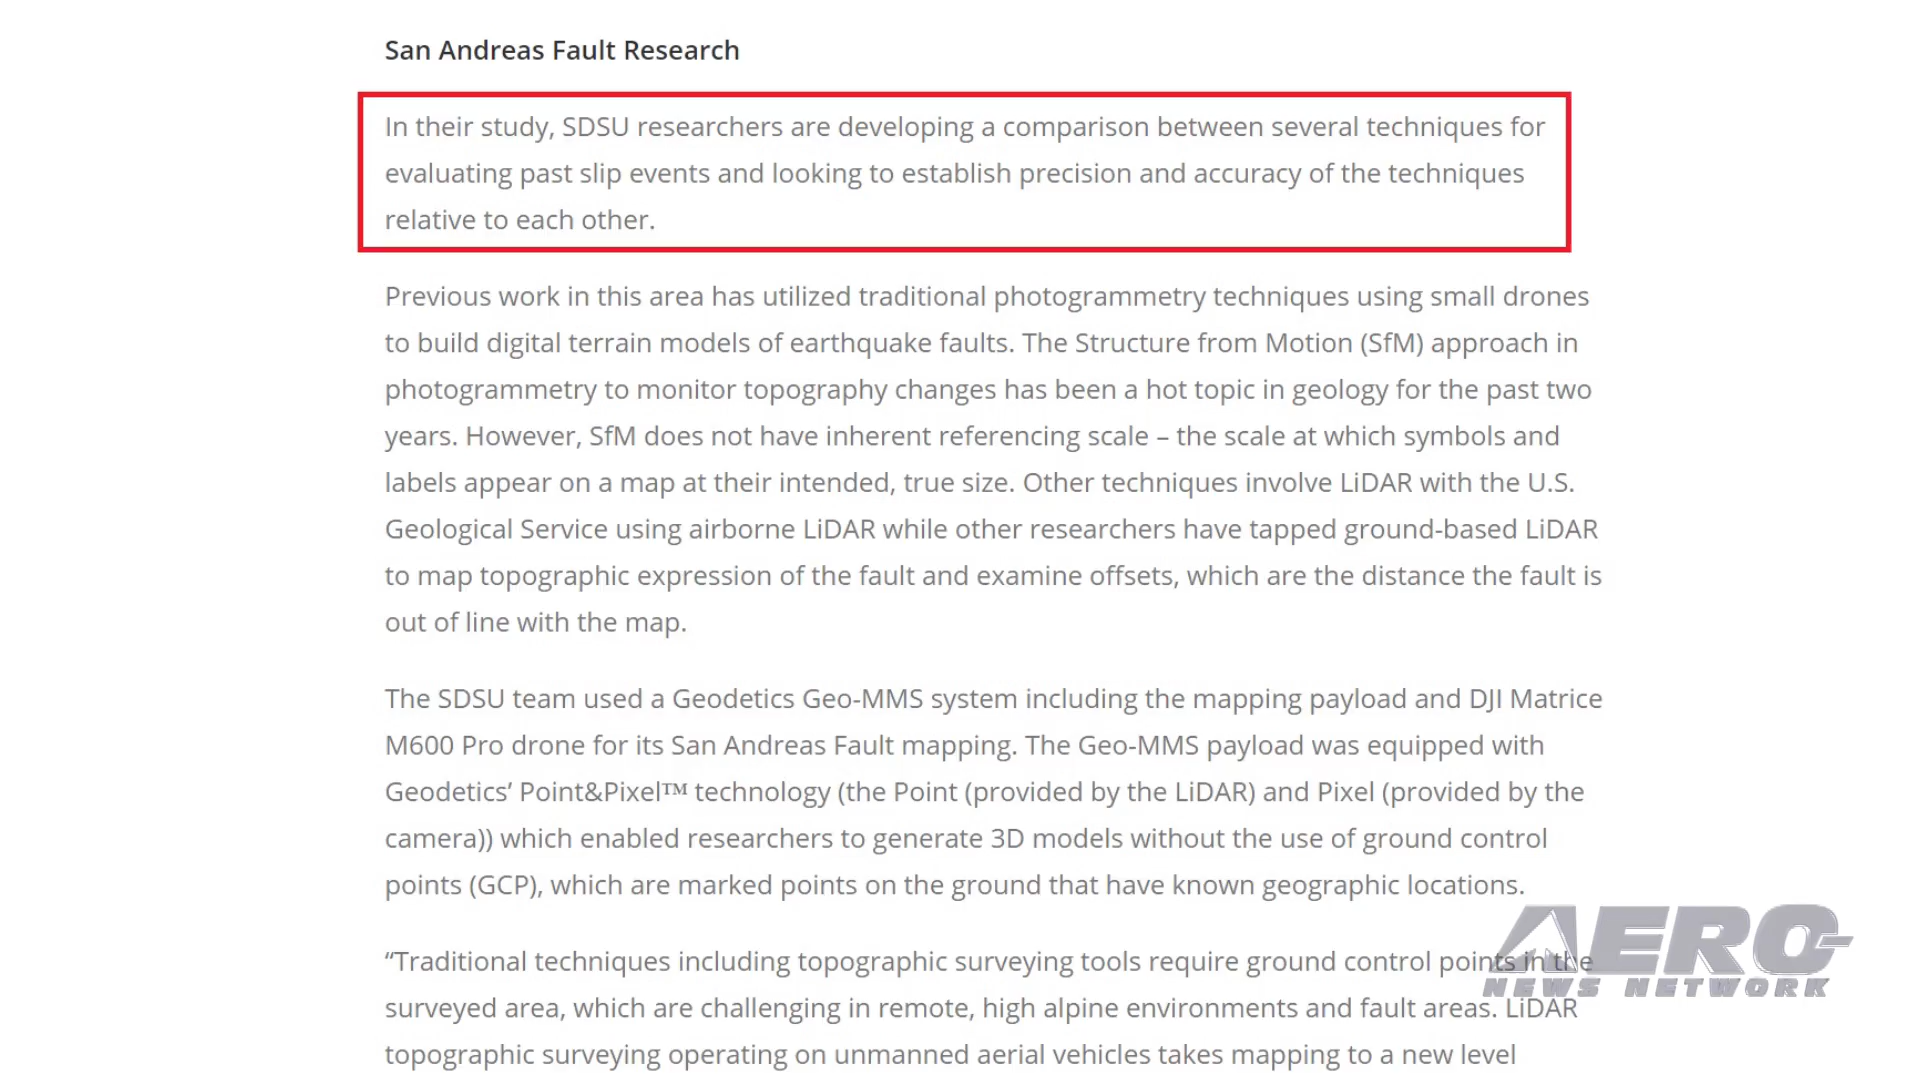 San Andreas Fault Research
In their study, SDSU researchers are developing a comparison between several techniques for
evaluating past slip events and looking to establish precision and accuracy of the techniques
relative to each other.
Previous work in this area has utilized traditional photogrammetry techniques using small drones
to build digital terrain models of earthquake faults. The Structure from Motion (SfM) approach in
photogrammetry to monitor topography changes has been a hot topic in geology for the past two
years. However, SfM does not have inherent referencing scale – the scale at which symbols and
labels appear on a map at their intended, true size. Other techniques involve LiDAR with the U.S.
Geological Service using airborne LiDAR while other researchers have tapped ground-based LiDAR
to map topographic expression of the fault and examine offsets, which are the distance the fault is
out of line with the map.
The SDSU team used a Geodetics Geo-MMS system including the mapping payload and DJI Matrice
M600 Pro drone for its San Andreas Fault mapping. The Geo-MMS payload was equipped with
Geodetics’ Point&Pixel™ technology (the Point (provided by the LiDAR) and Pixel (provided by the
camera)) which enabled researchers to generate 3D models without the use of ground control
points (GCP), which are marked points on the ground that have known geographic locations.
“Traditional techniques including topographic surveying tools require ground control points in the
surveyed area, which are challenging in remote, high alpine environments and fault areas. LiDAR
topographic surveying operating on unmanned aerial vehicles takes mapping to a new level
AERO-
NEWS NETWORK